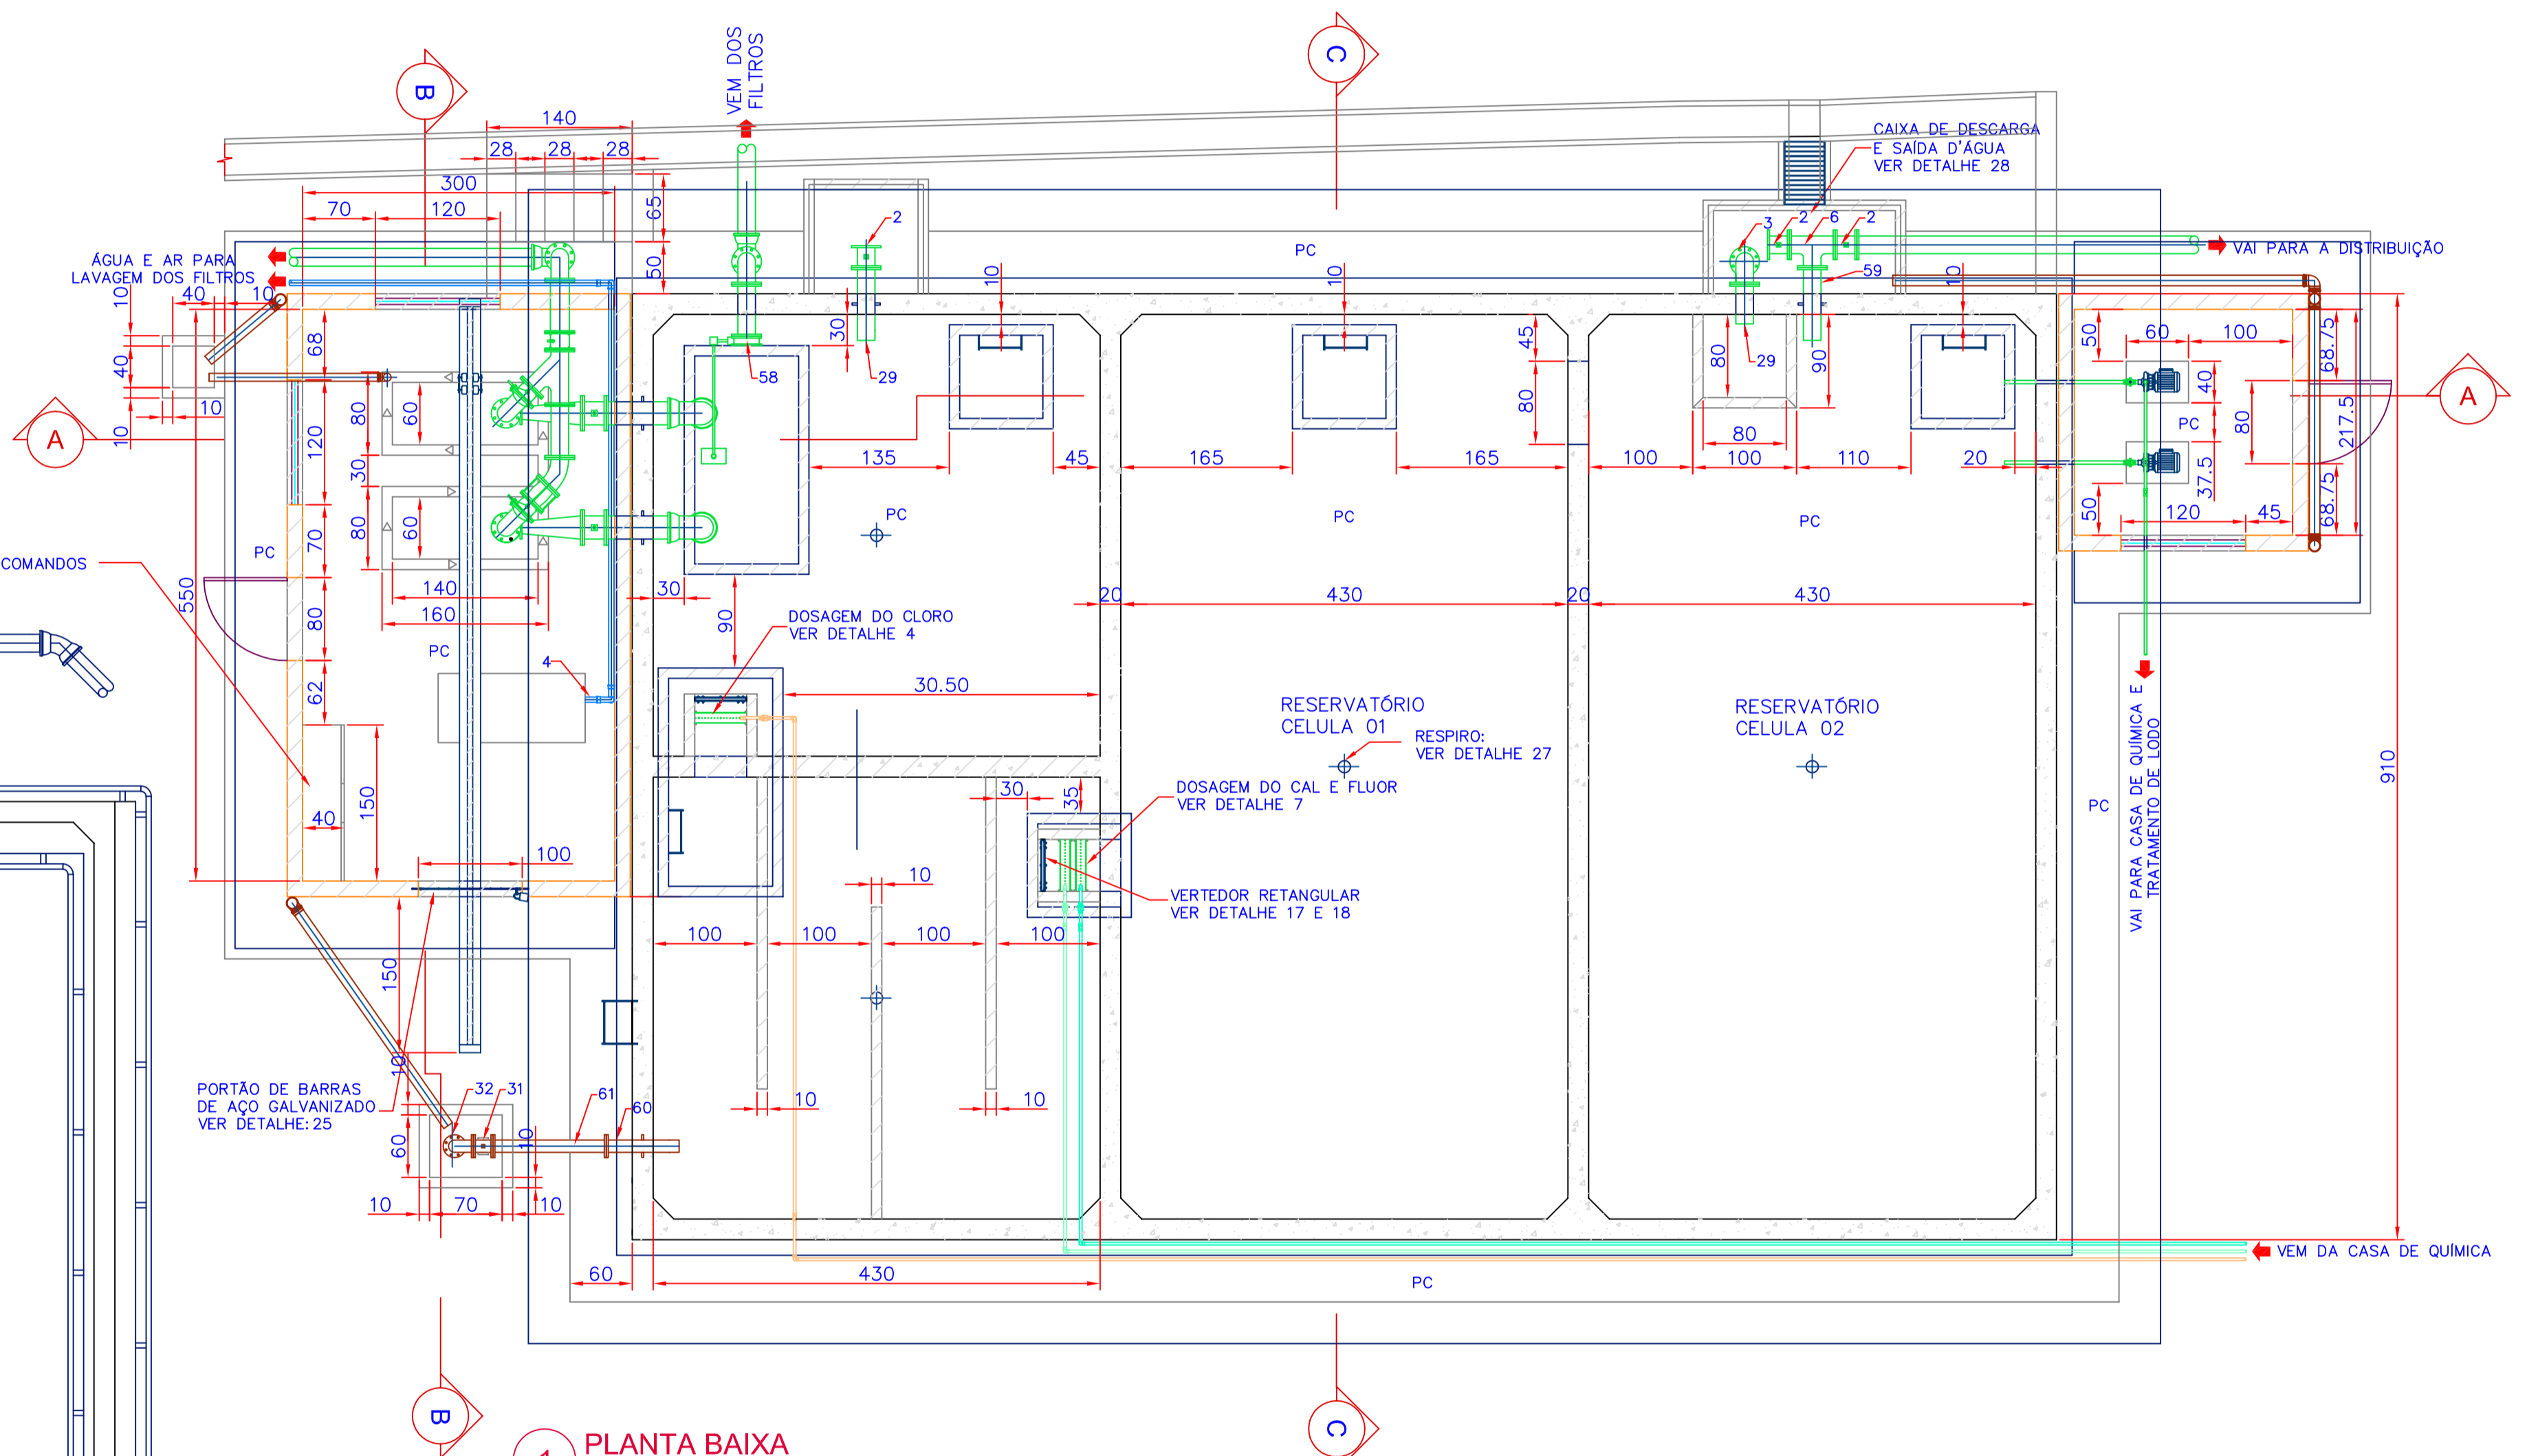 B
C
VEM DOS
FILTROS
140
28
28
28
300
70
120
65
50
2
CAIXA DE DESCARGA
E SAÍDA D'ÁGUA
VER DETALHE 28
3
2
6
2
PC
VAI PARA A DISTRIBUIÇÃO
59
ÁGUA E AR PARA
LAVAGEM DOS FILTROS
10
40
10
40
10
10
68
120
70
80
62
550
80
30
80
60
60
140
160
58
29
30
10
10
10
45
80
80
90
29
50
60
100
40
80
37.5
50
68.75
68.75
217.5
120
45
PC
A
A
135
45
165
165
80
100
100
110
20
PC
PC
PC
PC
COMANDOS
30
90
20
430
20
430
DOSAGEM DO CLORO
VER DETALHE 4
PC
4
30.50
RESERVATÓRIO
CELULA 01
RESERVATÓRIO
CELULA 02
RESPIRO:
VER DETALHE 27
VAI PARA CASA DE QUÍMICA E
TRATAMENTO DE LODO
910
PC
DOSAGEM DO CAL E FLUOR
VER DETALHE 7
30
35
40
150
100
10
VERTEDOR RETANGULAR
VER DETALHE 17 E 18
100
100
100
100
150
10
PORTÃO DE BARRAS
DE AÇO GALVANIZADO
VER DETALHE:25
32
31
61
60
10
10
60
10
10
70
10
60
430
PC
VEM DA CASA DE QUÍMICA
B
C
1
PLANTA BAIXA